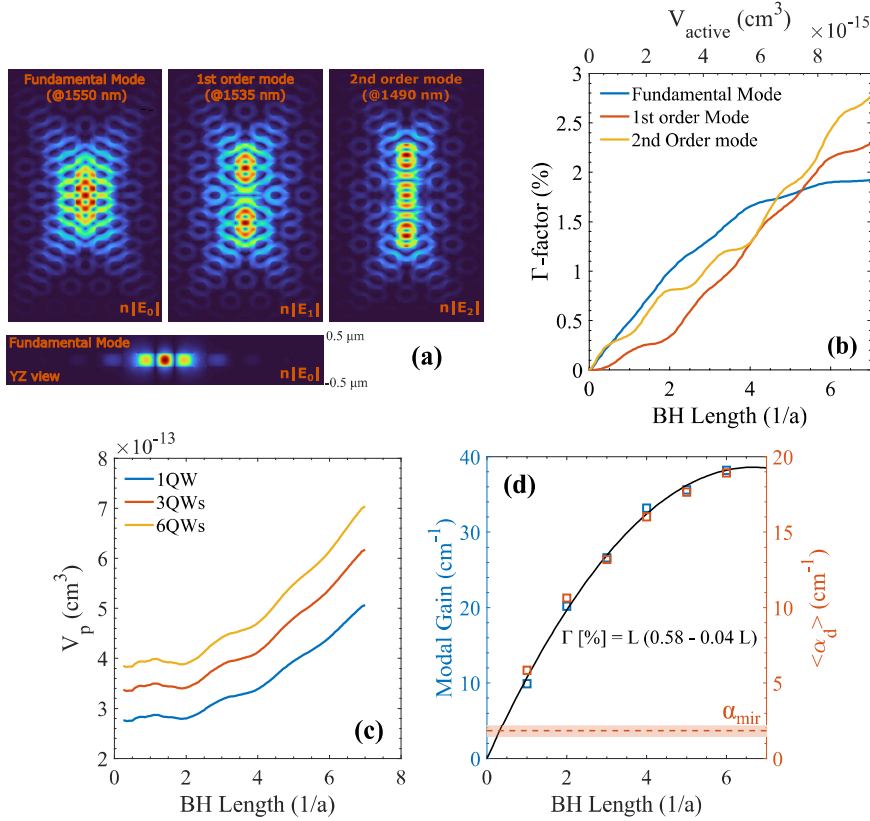 Fundamental Mode
(@1550 nm)
1st order mode
(@1535 nm)
2nd order mode
(@1490 nm)
n|E₀|
n|E₁|
n|E₂|
Fundamental Mode
YZ view
n|E₀|
0.5 μm
-0.5 μm
(a)
V_active (cm³)
×10⁻¹⁵
0 2 4 6 8
Fundamental Mode
1st order Mode
2nd Order mode
3
2.5
2
1.5
1
0.5
0
Γ-factor (%)
0 2 4 6
BH Length (1/a)
(b)
×10⁻¹³
8
7
6
5
4
3
2
V_p (cm³)
1QW
3QWs
6QWs
0 2 4 6 8
BH Length (1/a)
(c)
(d)
40
30
20
10
0
Modal Gain (cm⁻¹)
Γ [%] = L (0.58 - 0.04 L)
α_mir
20
15
10
5
0
<α_d> (cm⁻¹)
0 2 4 6
BH Length (1/a)